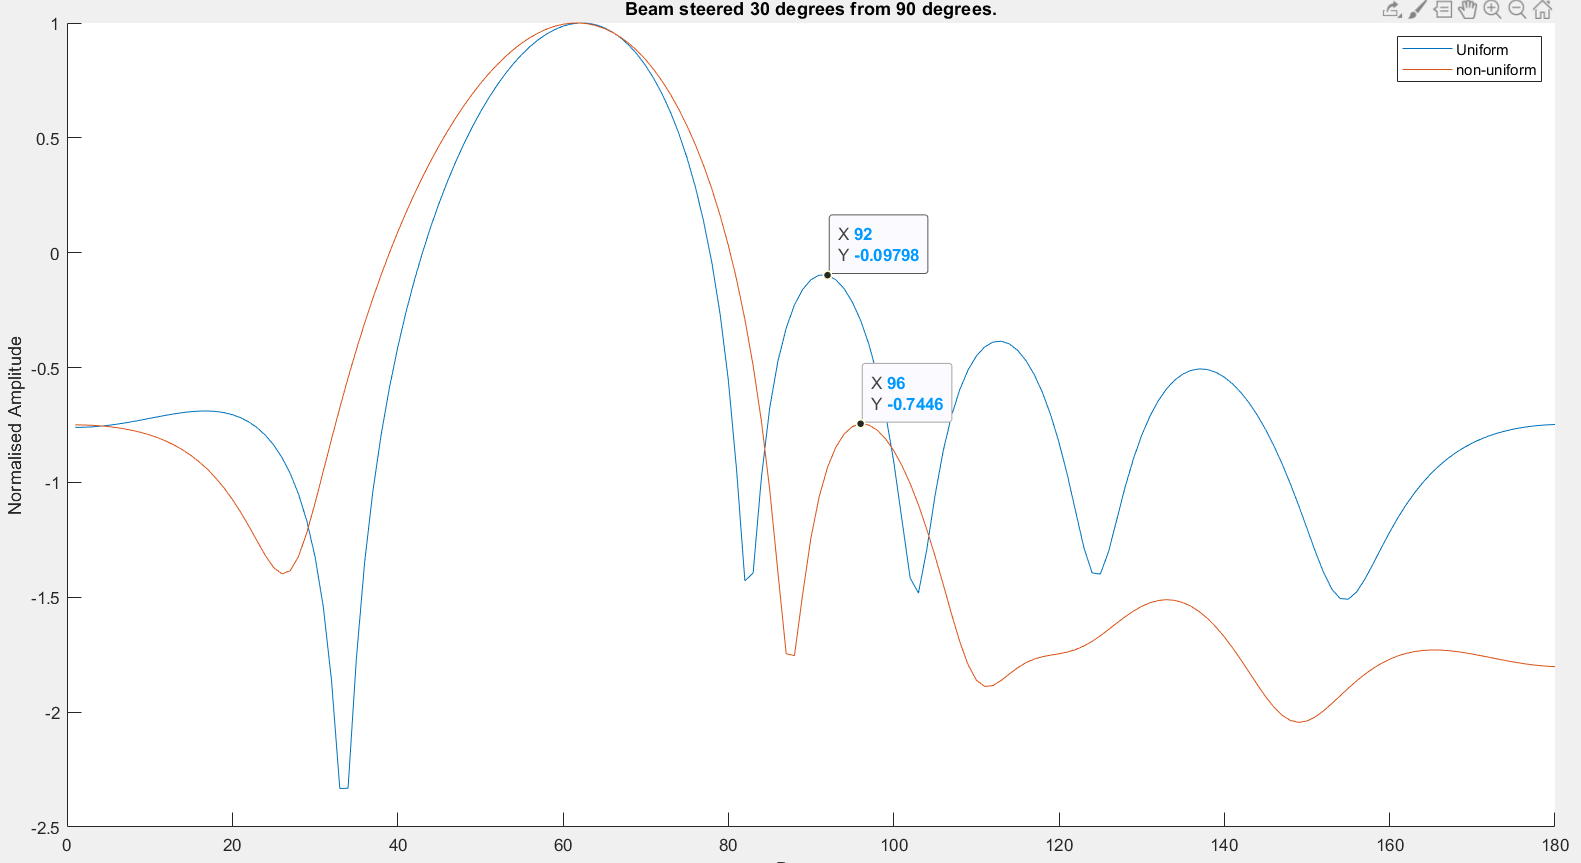 Beam steered 30 degrees from 90 degrees.
Uniform
non-uniform
X 92
Y -0.09798
X 96
Y -0.7446
Normalised Amplitude
1
0.5
0
-0.5
-1
-1.5
-2
-2.5
0 20 40 60 80 100 120 140 160 180